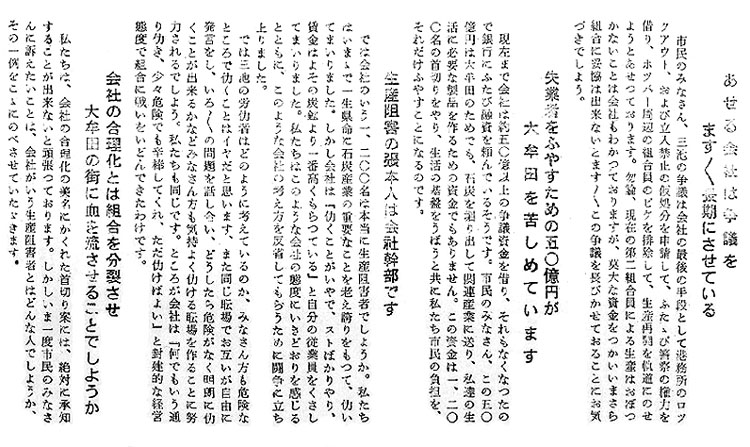 あせる会社は争議を
ます〱長期にさせている
市民のみなさん、三池の争議は会社の最後の手段として港務所のロッ
クアウト、および立入禁止の仮処分を申請して、ふたゝび警察の権力を
借り、ホッパー周辺の組合員のピケを排除して、生産再開を軌道にのせ
ようとあせつております。勿論、現在の第二組合員による生産はおぼつ
かないことは会社もわかつておりますが、莫大な資金をつかいいまさら
組合に妥協は出来ないとます〱この争議を長びかせておることにお気
づきでしよう。
失業者をふやすための五〇億円が
大牟田を苦しめています
現在まで会社は約五〇億以上の争議資金を借り、それもなくなつたの
で銀行にふたたび融資を頼んでいるそうです。市民のみなさん、この五〇
億円は大牟田のためでも、石炭を掘り出して関連産業に送り、私達の生
活に必要な製品を作るための資金でもありません。この資金は一、二〇
〇名の首切りをやり、生活の基盤をうばうと共に私たち市民の負担を、
それだけふやすことになるのです。
生産阻害の張本人は会社幹部です
では会社のいう一、二〇〇名は本当に生産阻害者でしようか。私たち
はいまゝで一生県命に石炭産業の重要なことを考え誇りをもつて、仂い
てまいりました。しかし会社は『仂くことがいやで、ストばかりやり、
賃金はよその炭鉱より一番高くもらつている』と自分の従業員をくさし
てまいりました。私たちはこのような会社の態度にいきどおりを感じる
とともに、このような会社の考え方を反省してもらうために闘争に立ち
上りました。
では三池の労仂者はどのように考えているのか、みなさん方も危険な
ところで仂くことはイヤだと思います、また同じ職場でお互いが自由に
発言をし、いろ〱の問題を話し合い、どうしたら危険がなく明朗に仂
くことが出来るかなどみなさん方も気持よく仂ける職場を作ることに努
力されるでしよう。私たちも同じです。ところが会社は『何でもいう通
り仂き、少々危険でも辛棒してくれ、ただ仂けばよい』と封建的な経営
態度で組合に戦いをいどんできたわけです。
会社の合理化とは組合を分裂させ
大牟田の街に血を流させることでしようか
私たちは、会社の合理化の美名にかくれた首切り案には、絶対に承知
することが出来ないと頑張つております。しかしいま一度市民のみなさ
んに訴えたいことは、会社がいう生産阻害者とはどんな人でしようか、
その一例をこゝにのべさせていたゞきます。